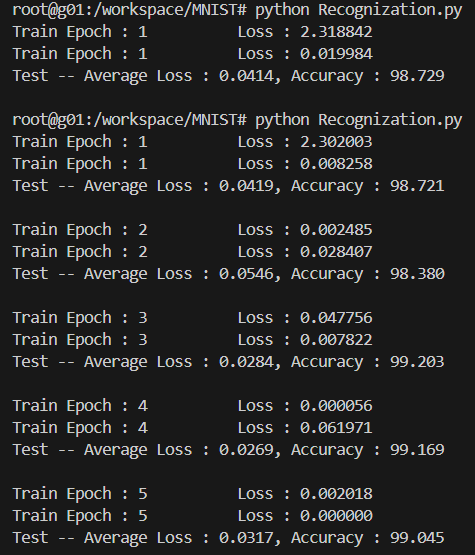 root@g01:/workspace/MNIST# python Recognization.py
Train Epoch : 1 Loss : 2.318842
Train Epoch : 1 Loss : 0.019984
Test -- Average Loss : 0.0414, Accuracy : 98.729
root@g01:/workspace/MNIST# python Recognization.py
Train Epoch : 1 Loss : 2.302003
Train Epoch : 1 Loss : 0.008258
Test -- Average Loss : 0.0419, Accuracy : 98.721
Train Epoch : 2 Loss : 0.002485
Train Epoch : 2 Loss : 0.028407
Test -- Average Loss : 0.0546, Accuracy : 98.380
Train Epoch : 3 Loss : 0.047756
Train Epoch : 3 Loss : 0.007822
Test -- Average Loss : 0.0284, Accuracy : 99.203
Train Epoch : 4 Loss : 0.000056
Train Epoch : 4 Loss : 0.061971
Test -- Average Loss : 0.0269, Accuracy : 99.169
Train Epoch : 5 Loss : 0.002018
Train Epoch : 5 Loss : 0.000000
Test -- Average Loss : 0.0317, Accuracy : 99.045